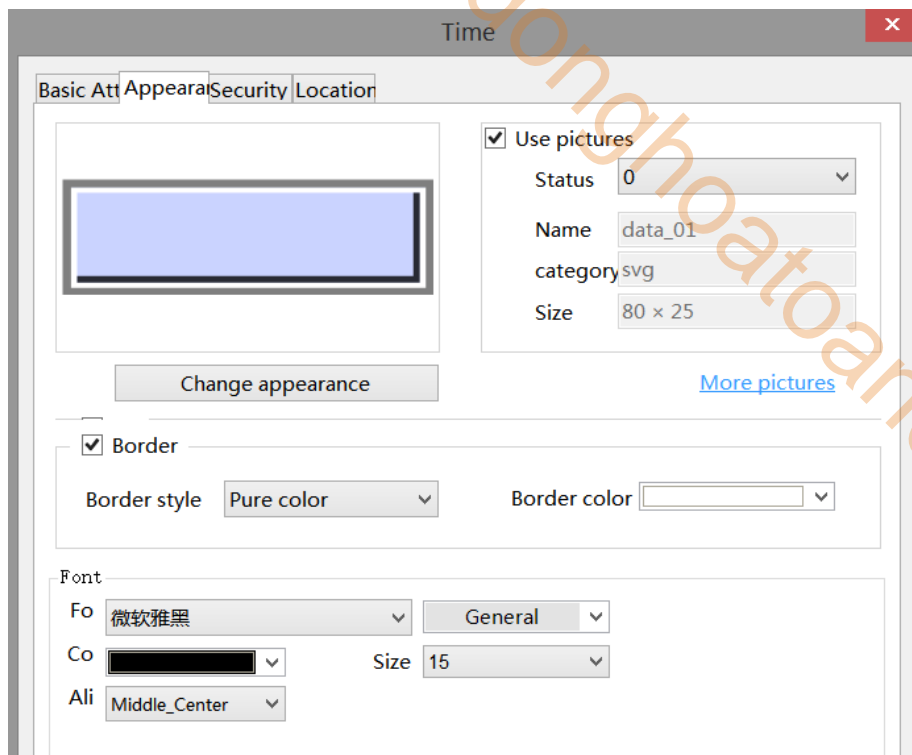 Time
Basic Att Appearar Security Location
Use pictures
Status 0
Name data_01
category svg
Size 80 × 25
Change appearance
More pictures
Border
Border style Pure color
Border color
Font
Fo 微软雅黑 General
Co Size 15
Ali Middle_Center
donghoatoan